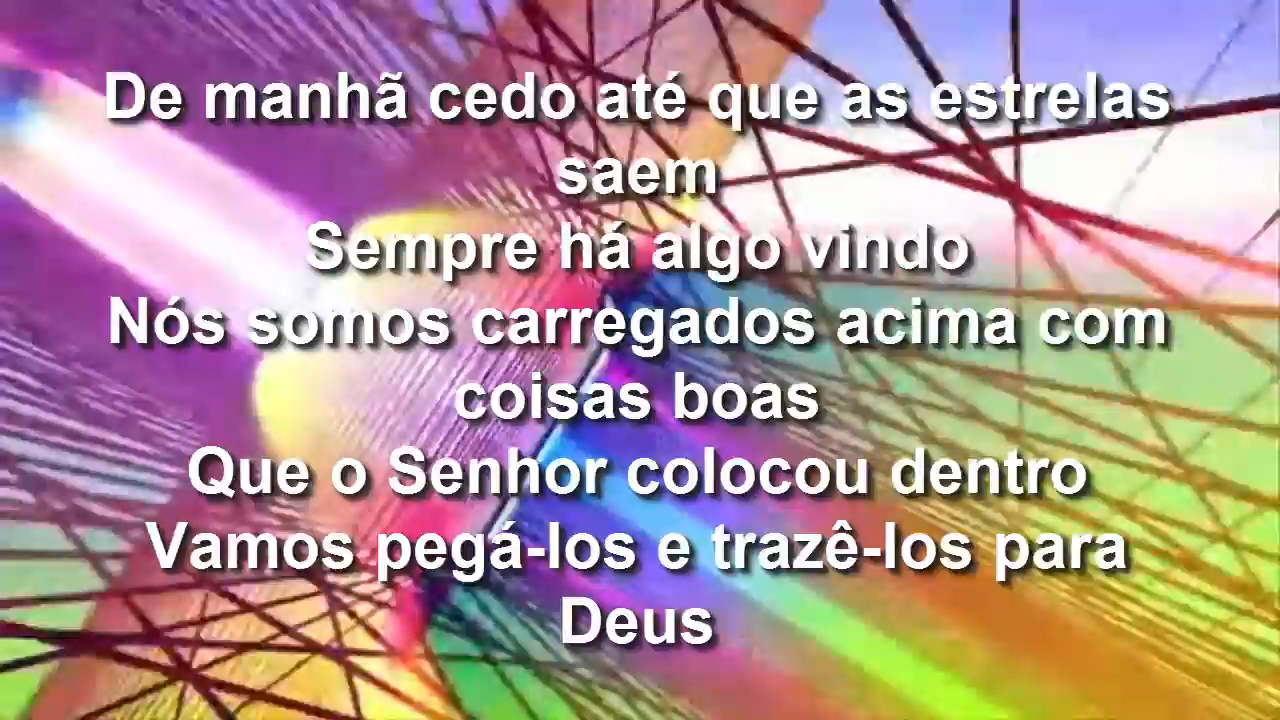 De manhã cedo até que as estrelas
saem
Sempre há algo vindo
Nós somos carregados acima com
coisas boas
Que o Senhor colocou dentro
Vamos pegá-los e trazê-los para
Deus